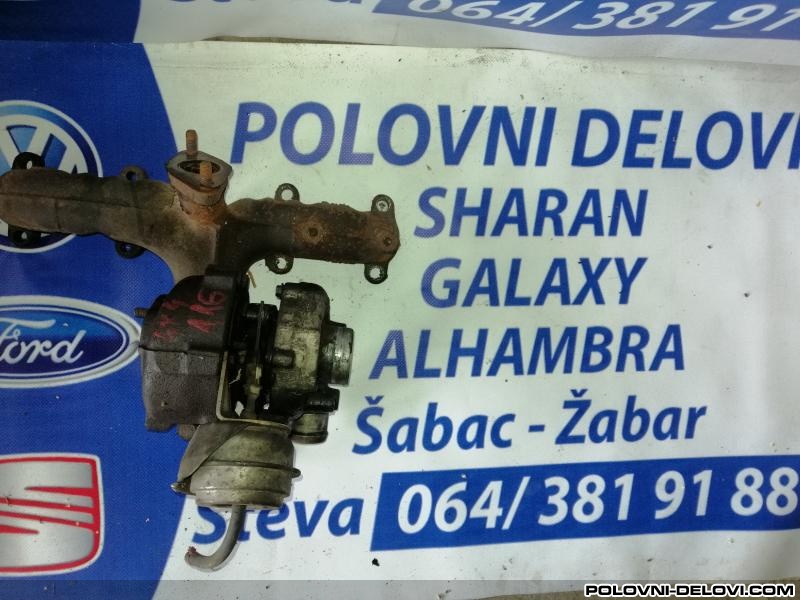 064/381 91
POLOVNI DELOVI
SHARAN
GALAXY
ALHAMBRA
Šabac - Žabar
Steva 064/ 381 91 88
Ford
POLOVNI-DELOVI.COM